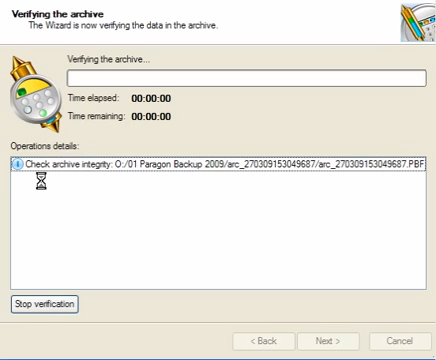 Verifying the archive
The Wizard is now verifying the data in the archive.
Verifying the archive...
Time elapsed: 00:00:00
Time remaining: 00:00:00
Operations details:
Check archive integrity: O:/01 Paragon Backup 2009/arc_270309153049687/arc_270309153049687.PBF
Stop verification
< Back
Next >
Cancel